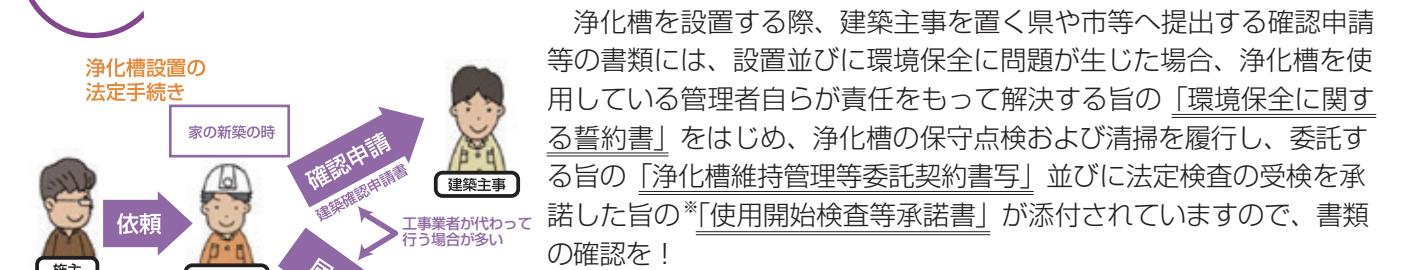 浄化槽設置の
法定手続き
家の新築の時
依頼
確認申請
建築確認申請書
建築主事
工事業者が代わって
行う場合が多い
施主
浄化槽を設置する際、建築主事を置く県や市等へ提出する確認申請
等の書類には、設置並びに環境保全に問題が生じた場合、浄化槽を使
用している管理者自らが責任をもって解決する旨の「環境保全に関す
る誓約書」をはじめ、浄化槽の保守点検および清掃を履行し、委託す
る旨の「浄化槽維持管理等委託契約書写」並びに法定検査の受検を承
諾した旨の※「使用開始検査等承諾書」が添付されていますので、書類
の確認を！